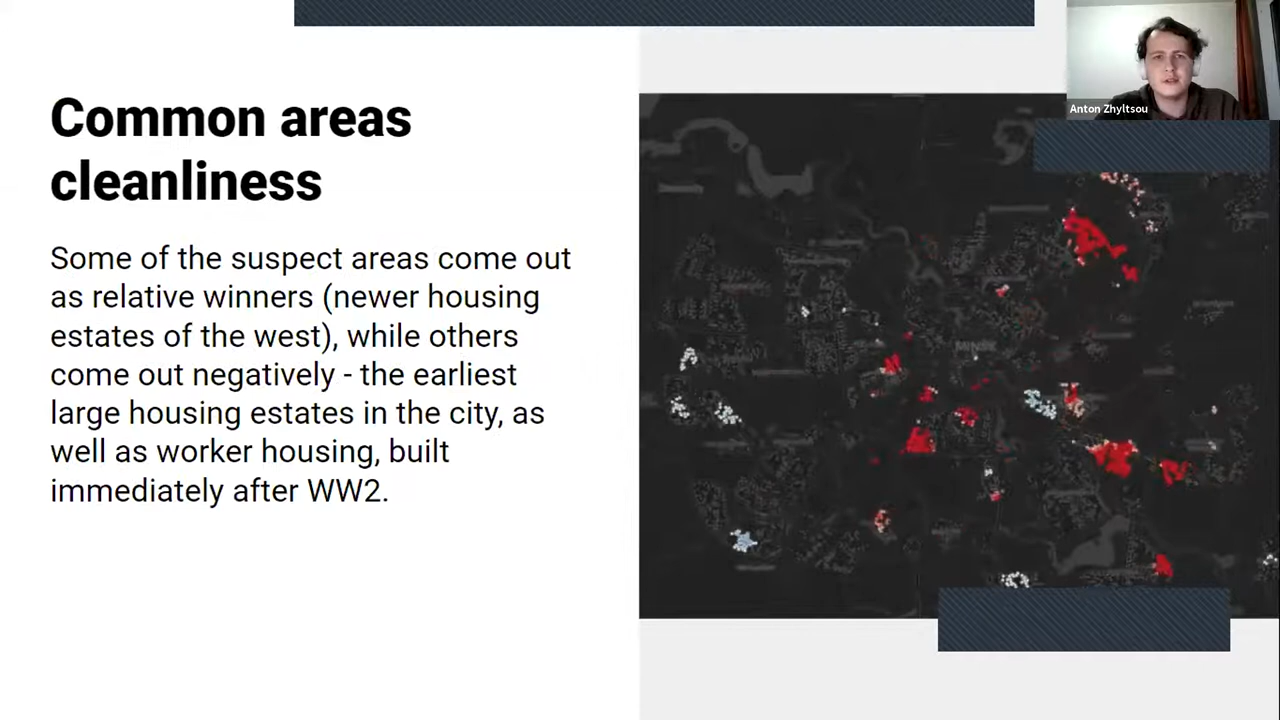 Common areas
cleanliness
Some of the suspect areas come out
as relative winners (newer housing
estates of the west), while others
come out negatively - the earliest
large housing estates in the city, as
well as worker housing, built
immediately after WW2.
Anton Zhyltsou
MINSK